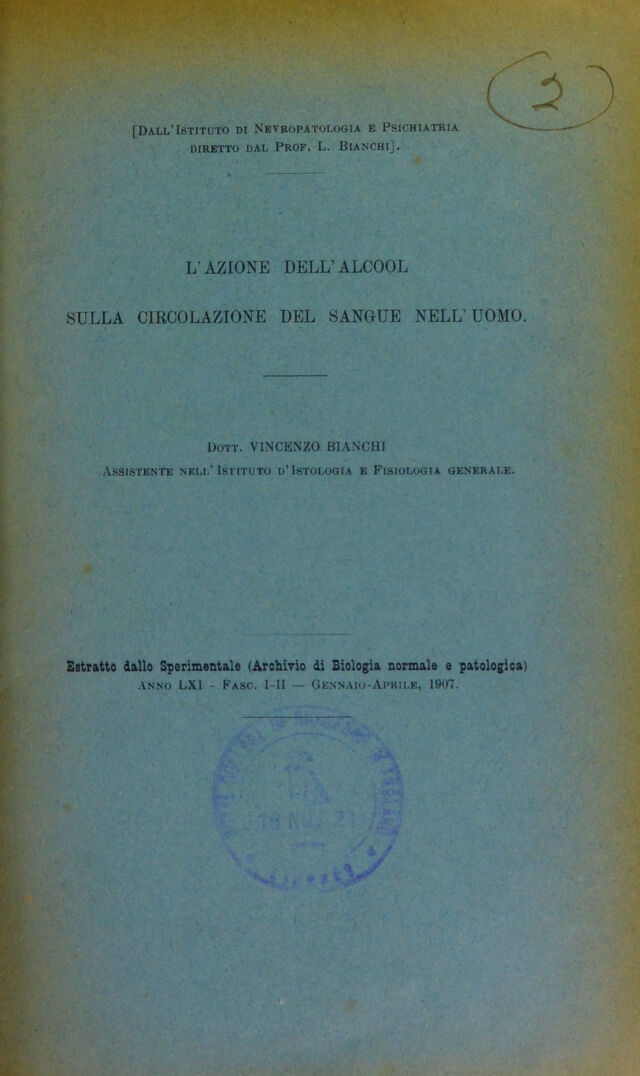 2
[Dall'Istituto di Nevropatologia e Psichiatria
diretto dal Prof. L. Bianchi].
L'AZIONE DELL'ALCOOL
SULLA CIRCOLAZIONE DEL SANGUE NELL'UOMO.
Dott. VINCENZO BIANCHI
Assistente nell'Istituto d'Istologia e Fisiologia generale.
Estratto dallo Sperimentale (Archivio di Biologia normale e patologica)
Anno LXI - Fasc. I-II — Gennaio-Aprile, 1907.